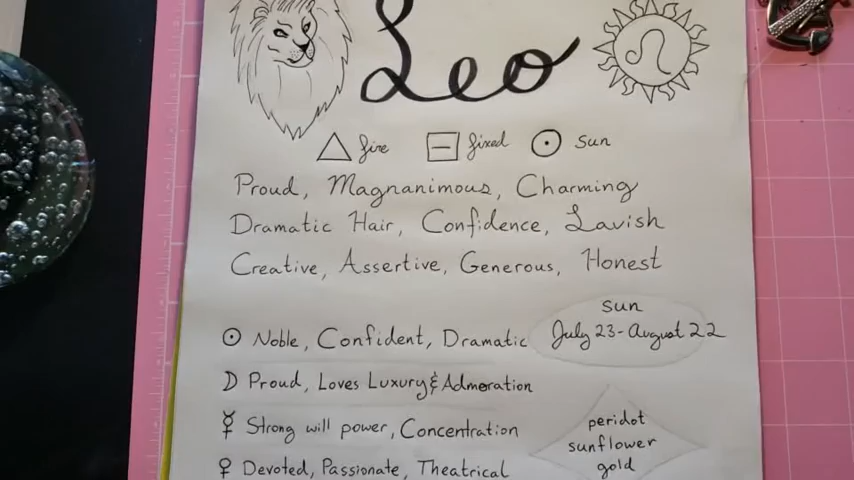 Leo
fire fixed Sun
Proud, Magnanimous, Charming
Dramatic Hair, Confidence, Lavish
Creative, Assertive, Generous, Honest
Sun
July 23-August 22
Noble, Confident, Dramatic
Proud, Loves Luxury & Admoration
Strong will power, Concentration
Devoted, Passionate, Theatrical
peridot
sunflower
gold